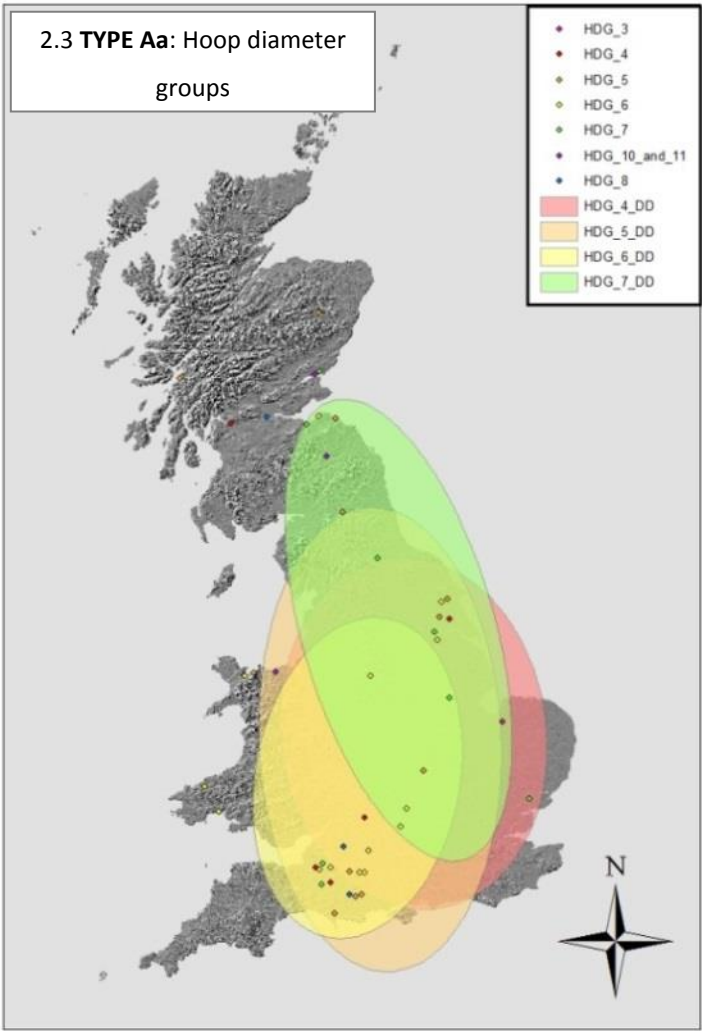 2.3 TYPE Aa: Hoop diameter
groups
HDG_3
HDG_4
HDG_5
HDG_6
HDG_7
HDG_10_and_11
HDG_8
HDG_4_DD
HDG_5_DD
HDG_6_DD
HDG_7_DD
N